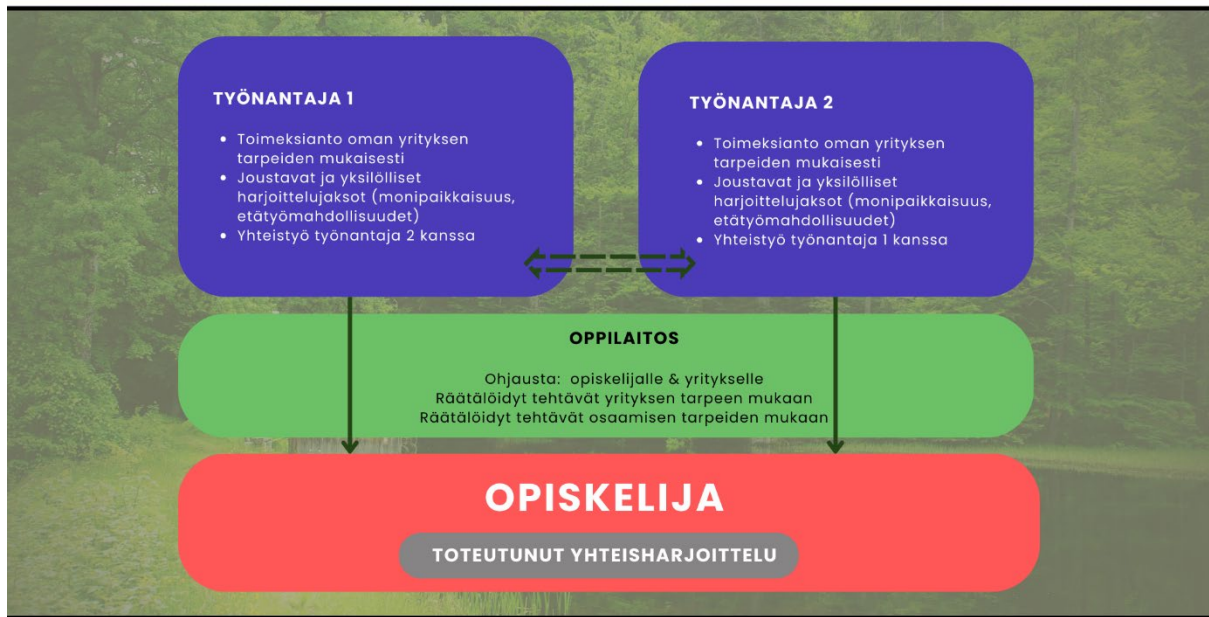 TYÖNANTAJA 1
• Toimeksianto oman yrityksen
tarpeiden mukaisesti
• Joustavat ja yksilölliset
harjoittelujaksot (monipaikkaisuus,
etätyömahdollisuudet)
• Yhteistyö työnantaja 2 kanssa
TYÖNANTAJA 2
• Toimeksianto oman yrityksen
tarpeiden mukaisesti
• Joustavat ja yksilölliset
harjoittelujaksot (monipaikkaisuus,
etätyömahdollisuudet)
• Yhteistyö työnantaja 1 kanssa
OPPILAITOS
Ohjausta: opiskelijalle & yritykselle
Räätälöidyt tehtävät yrityksen tarpeen mukaan
Räätälöidyt tehtävät osaamisen tarpeiden mukaan
OPISKELIJA
TOTEUTUNUT YHTEISHARJOITTELU